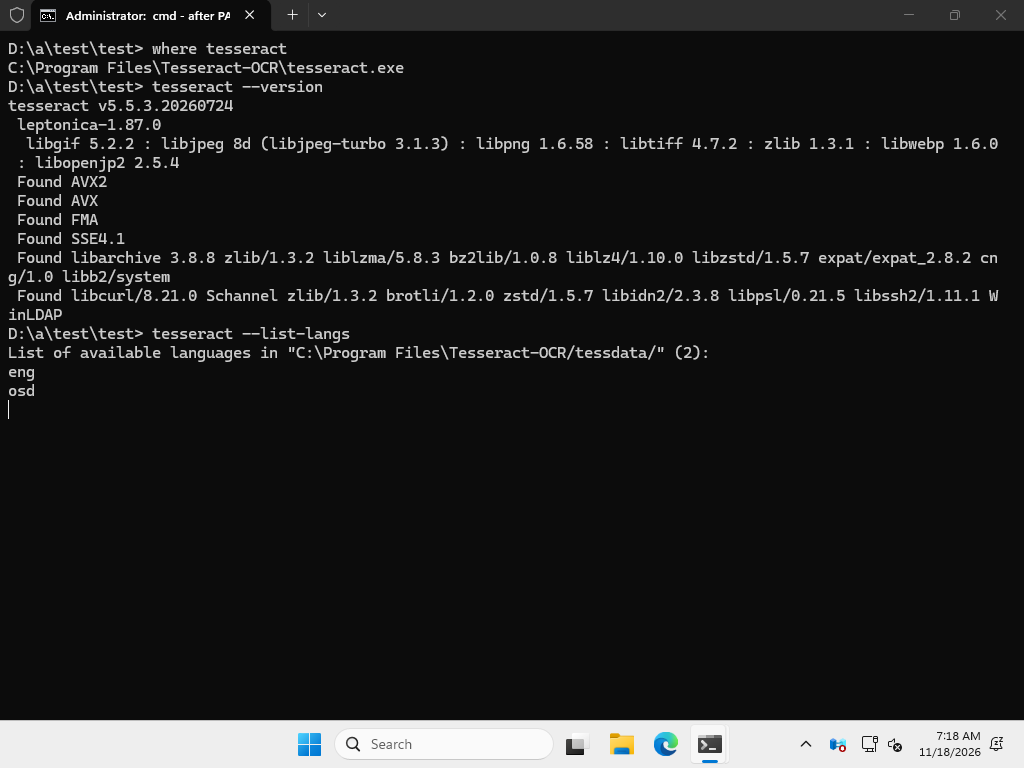 Administrator: cmd - after PA
D:\a\test\test> where tesseract
C:\Program Files\Tesseract-OCR\tesseract.exe
D:\a\test\test> tesseract --version
tesseract v5.5.3.20260724
 leptonica-1.87.0
  libgif 5.2.2 : libjpeg 8d (libjpeg-turbo 3.1.3) : libpng 1.6.58 : libtiff 4.7.2 : zlib 1.3.1 : libwebp 1.6.0
 : libopenjp2 2.5.4
 Found AVX2
 Found AVX
 Found FMA
 Found SSE4.1
 Found libarchive 3.8.8 zlib/1.3.2 liblzma/5.8.3 bz2lib/1.0.8 liblz4/1.10.0 libzstd/1.5.7 expat/expat_2.8.2 cn
g/1.0 libb2/system
 Found libcurl/8.21.0 Schannel zlib/1.3.2 brotli/1.2.0 zstd/1.5.7 libidn2/2.3.8 libpsl/0.21.5 libssh2/1.11.1 W
inLDAP
D:\a\test\test> tesseract --list-langs
List of available languages in "C:\Program Files\Tesseract-OCR/tessdata/" (2):
eng
osd
Search
7:18 AM
11/18/2026